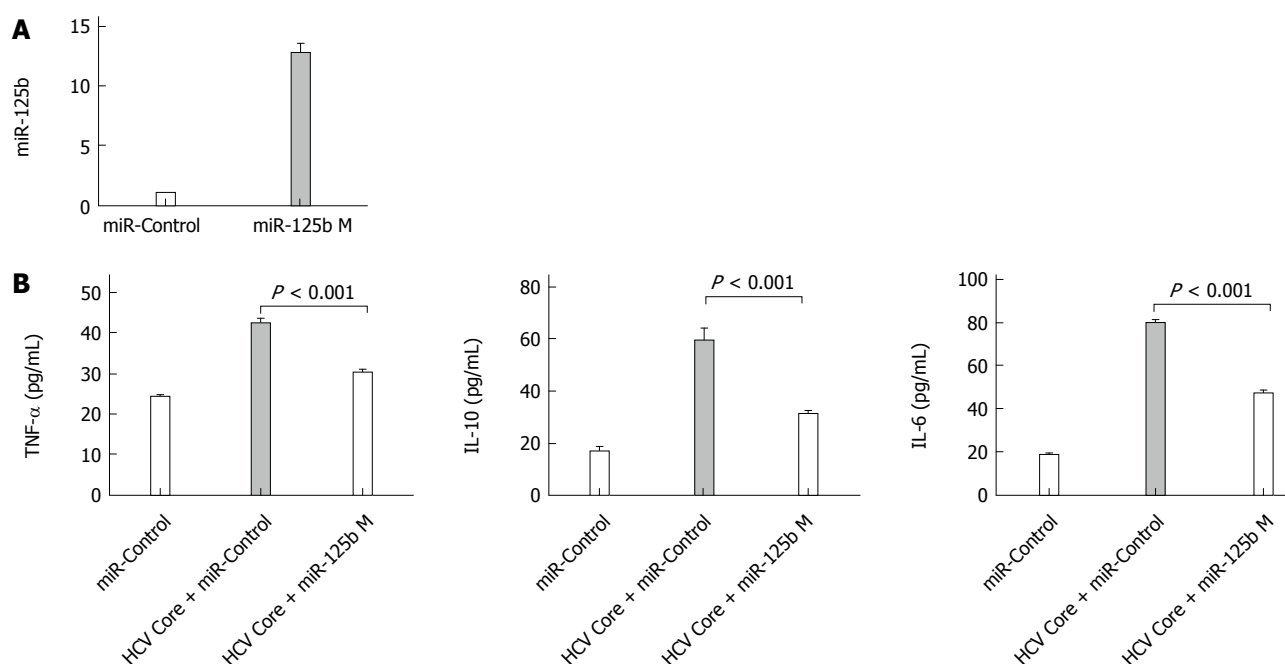 A
miR-125b
15
10
5
0
miR-Control
miR-125b M
B
TNF-α (pg/mL)
50
40
30
20
10
0
P < 0.001
miR-Control
HCV Core + miR-Control
HCV Core + miR-125b M
IL-10 (pg/mL)
80
60
40
20
0
P < 0.001
miR-Control
HCV Core + miR-Control
HCV Core + miR-125b M
IL-6 (pg/mL)
100
80
60
40
20
0
P < 0.001
miR-Control
HCV Core + miR-Control
HCV Core + miR-125b M